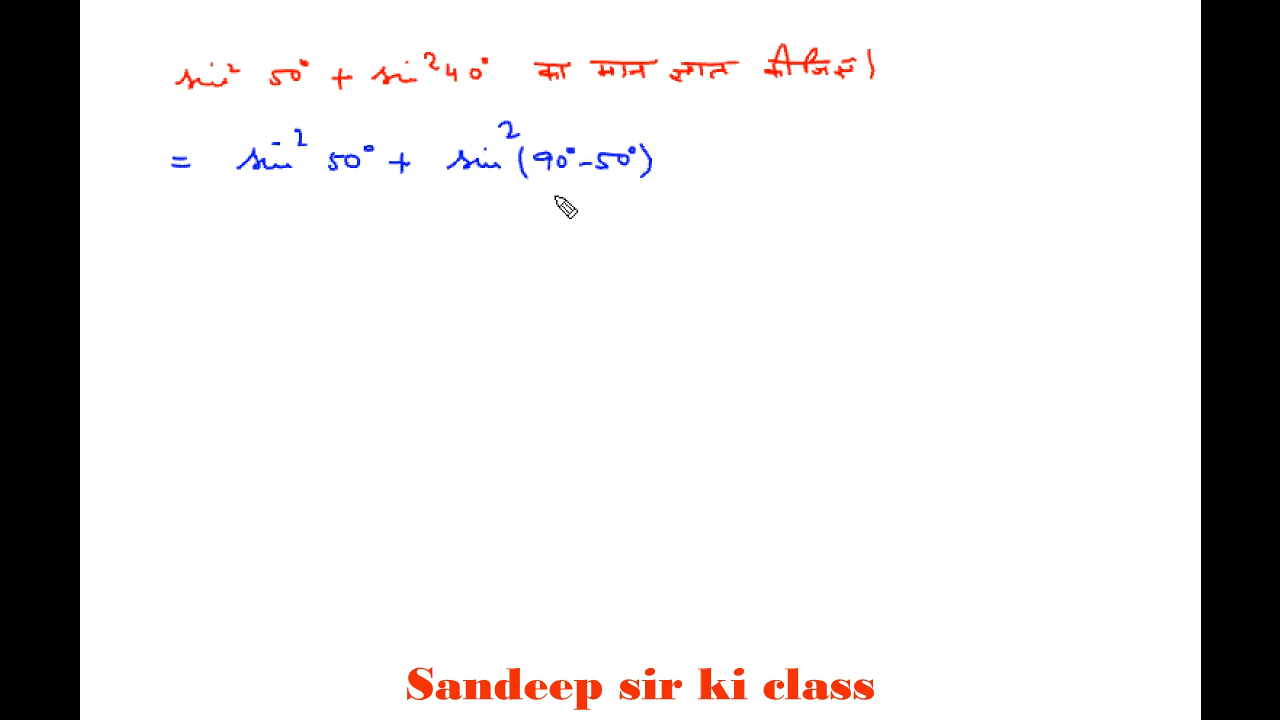 sin² 50° + sin² 40° का मान ज्ञात कीजिए।
= sin² 50° + sin² (90° - 50°)
Sandeep sir ki class